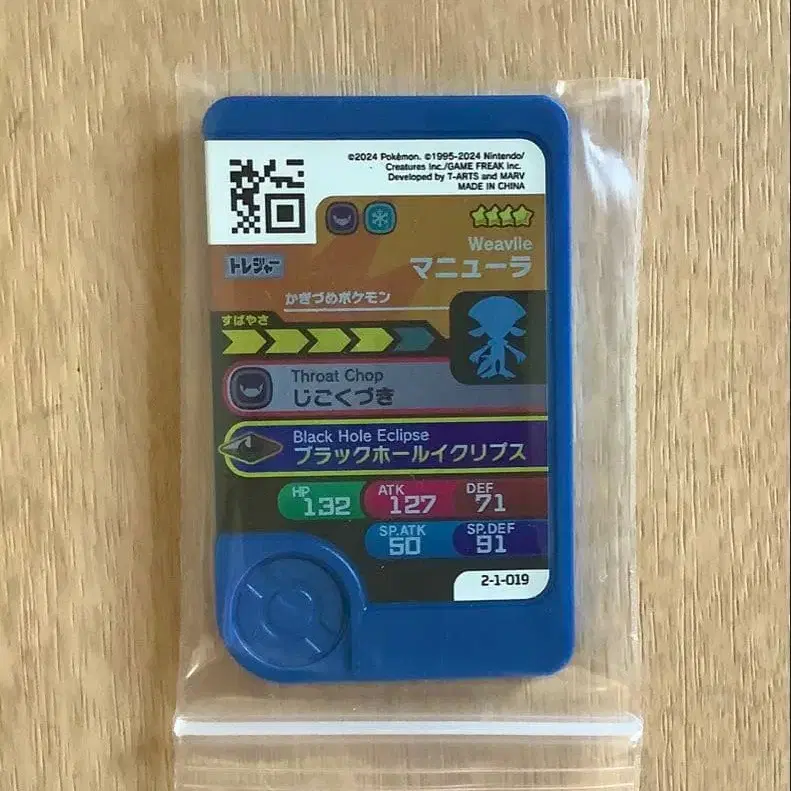 ©2024 Pokémon. ©1995-2024 Nintendo/
Creatures Inc./GAME FREAK inc.
Developed by T-ARTS and MARV
MADE IN CHINA
トレジャー
Weavile
マニューラ
かぎづめポケモン
すばやさ
Throat Chop
じごくづき
Black Hole Eclipse
ブラックホールイクリプス
HP 132 ATK 127 DEF 71
SP.ATK 50 SP.DEF 91
2-1-019